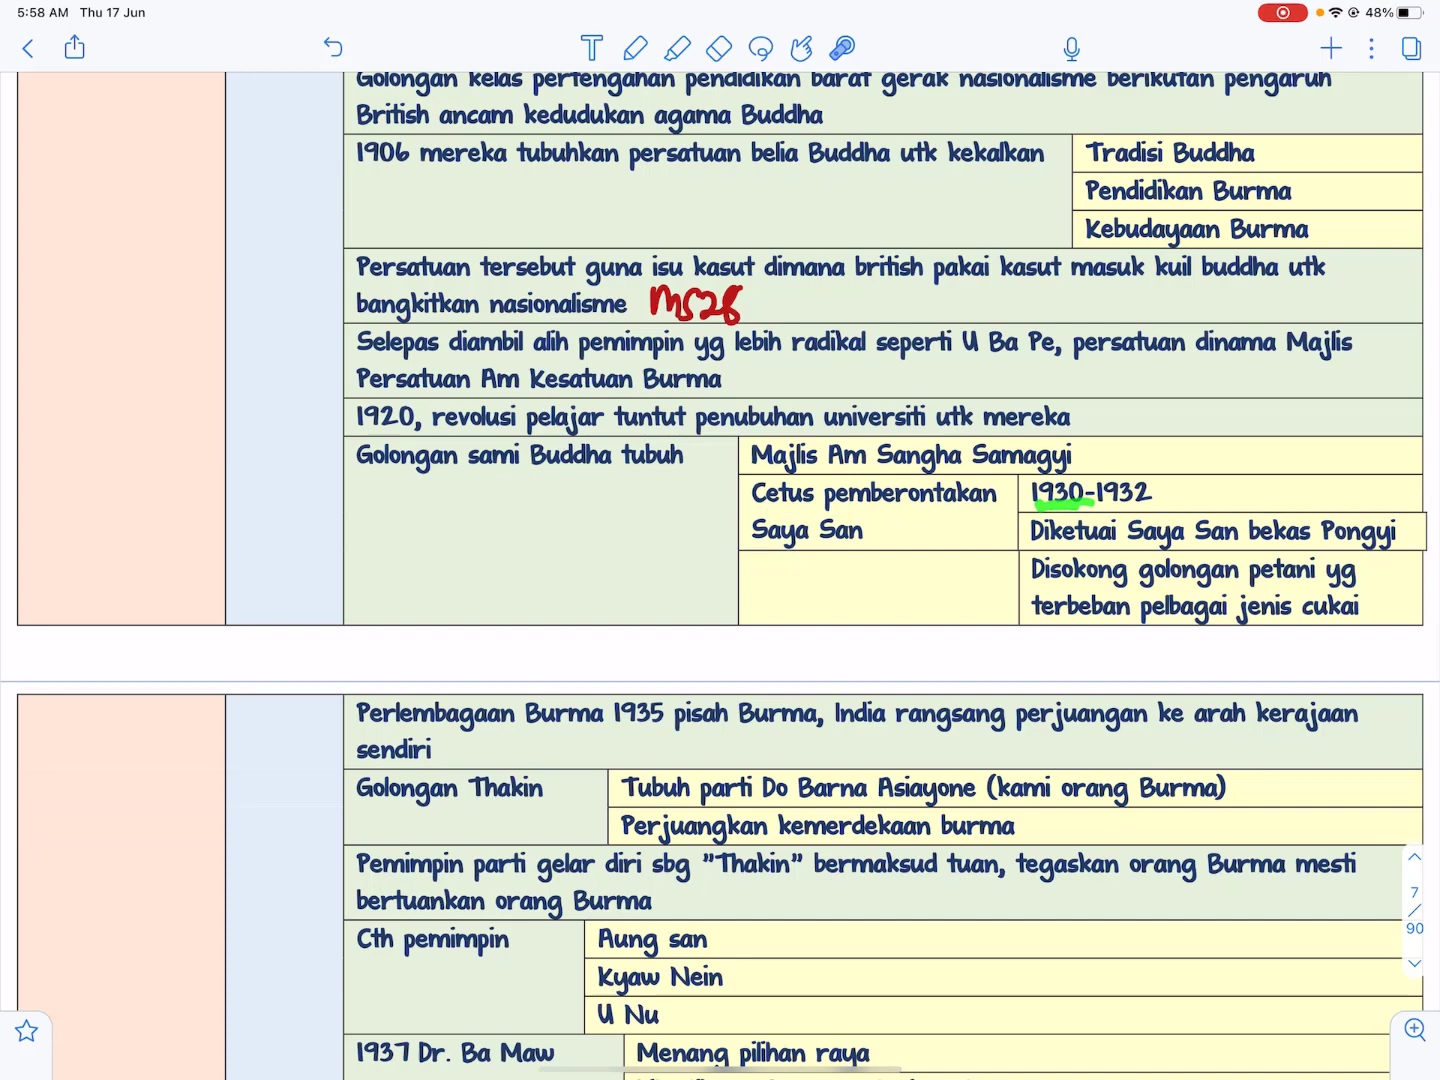 5:58 AM Thu 17 Jun
48%
Golongan kelas pertengahan pendidikan barat gerak nasionalisme berikutan pengaruh
British ancam kedudukan agama Buddha
1906 mereka tubuhkan persatuan belia Buddha utk kekalkan
Tradisi Buddha
Pendidikan Burma
Kebudayaan Burma
Persatuan tersebut guna isu kasut dimana british pakai kasut masuk kuil buddha utk
bangkitkan nasionalisme ms28
Selepas diambil alih pemimpin yg lebih radikal seperti U Ba Pe, persatuan dinama Majlis
Persatuan Am Kesatuan Burma
1920, revolusi pelajar tuntut penubuhan universiti utk mereka
Golongan sami Buddha tubuh
Majlis Am Sangha Samagyi
Cetus pemberontakan
Saya San
1930-1932
Diketuai Saya San bekas Pongyi
Disokong golongan petani yg
terbeban pelbagai jenis cukai
Perlembagaan Burma 1935 pisah Burma, India rangsang perjuangan ke arah kerajaan
sendiri
Golongan Thakin
Tubuh parti Do Barna Asiayone (kami orang Burma)
Perjuangkan kemerdekaan burma
Pemimpin parti gelar diri sbg "Thakin" bermaksud tuan, tegaskan orang Burma mesti
bertuankan orang Burma
Cth pemimpin
Aung san
Kyaw Nein
U Nu
1937 Dr. Ba Maw
Menang pilihan raya
7
/
90